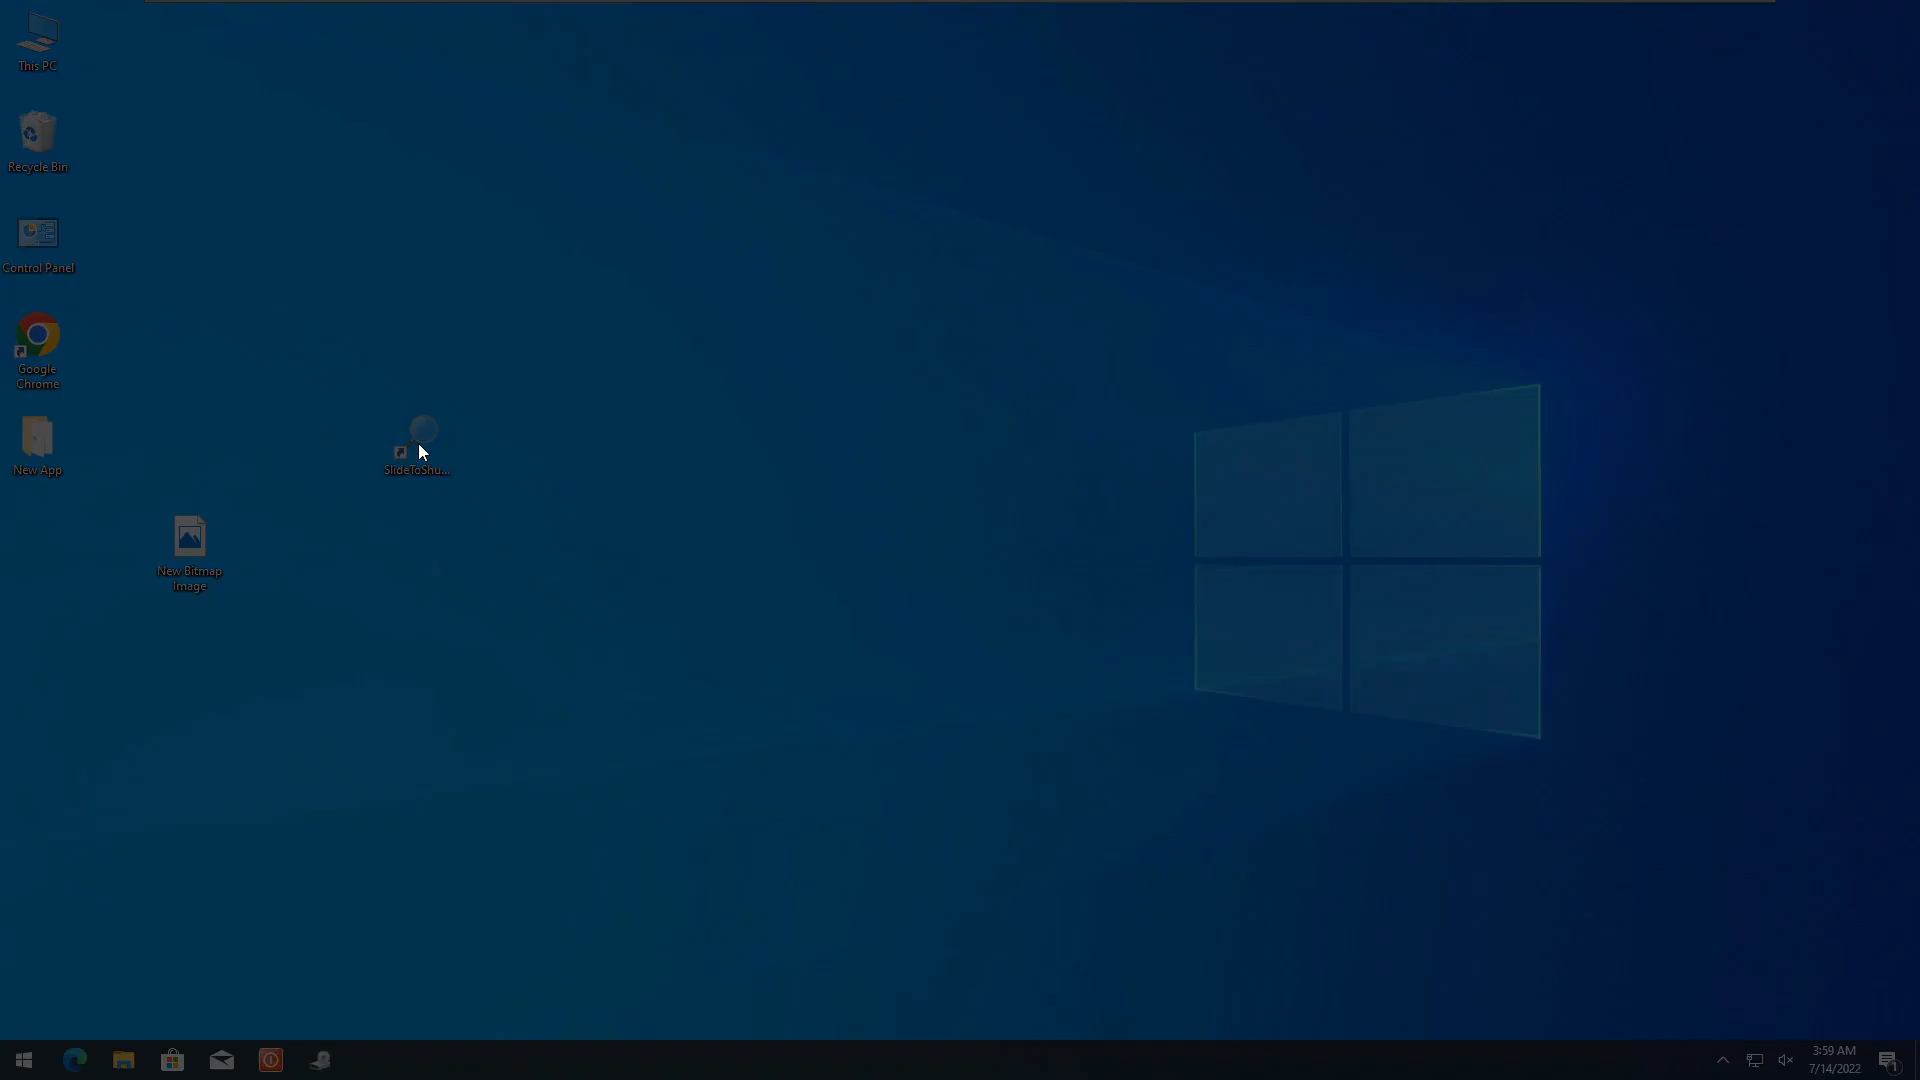 This PC
Recycle Bin
Control Panel
Google
Chrome
New App
SlideToShu...
New Bitmap
Image
3:59 AM
7/14/2022
1